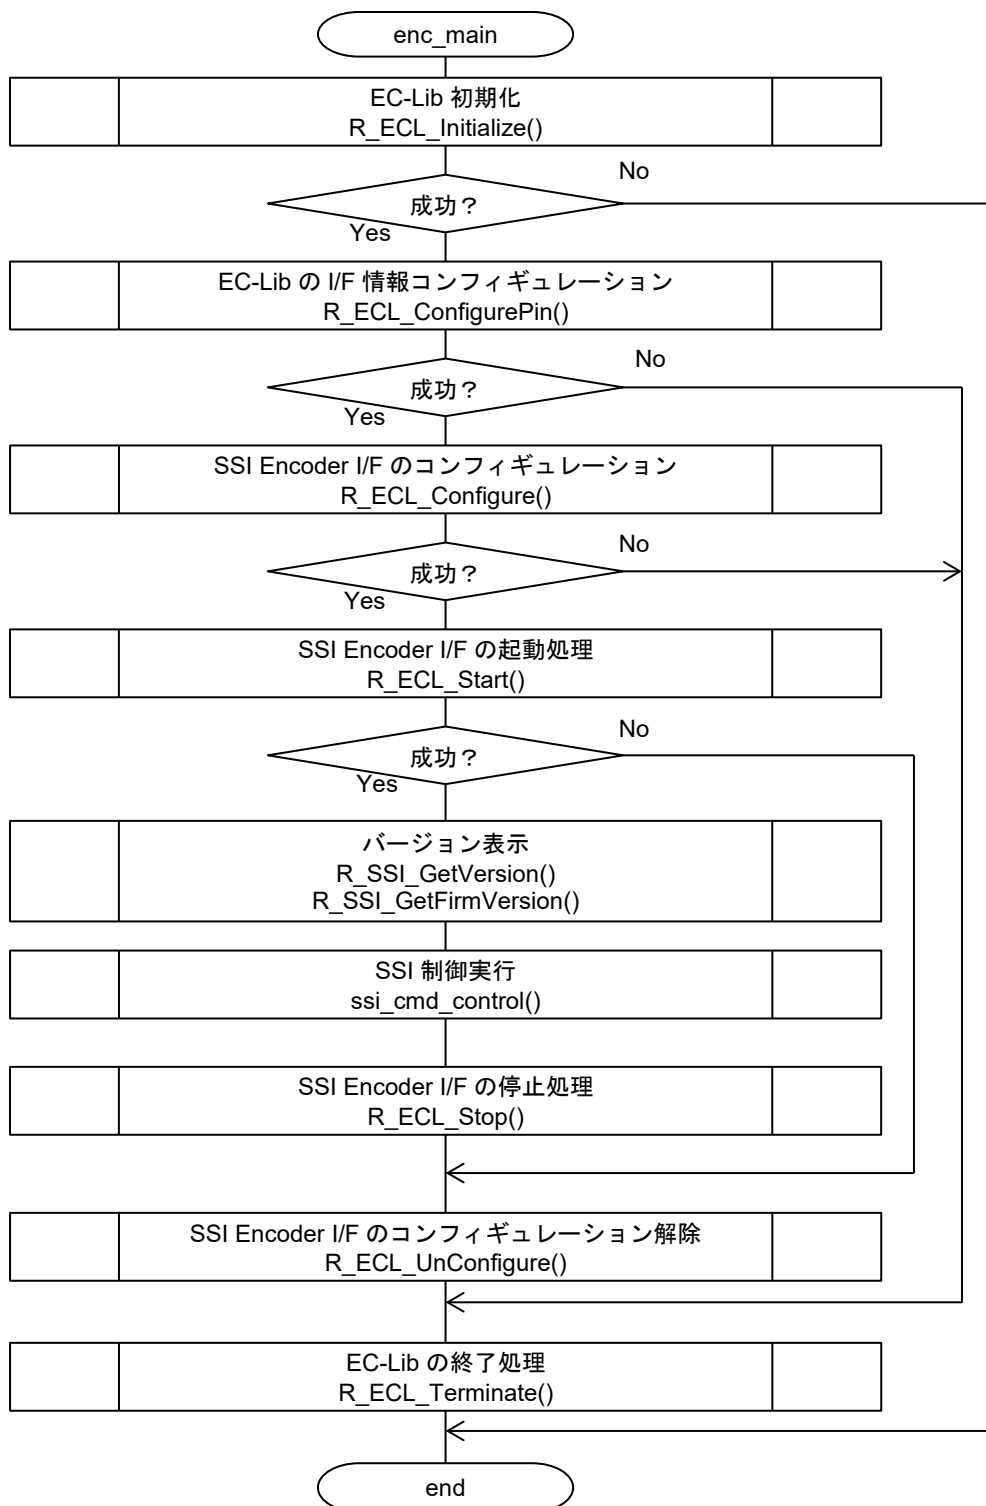 enc_main
EC-Lib 初期化
R_ECL_Initialize()
No
成功？
Yes
EC-Lib の I/F 情報コンフィギュレーション
R_ECL_ConfigurePin()
No
成功？
Yes
SSI Encoder I/F のコンフィギュレーション
R_ECL_Configure()
No
成功？
Yes
SSI Encoder I/F の起動処理
R_ECL_Start()
No
成功？
Yes
バージョン表示
R_SSI_GetVersion()
R_SSI_GetFirmVersion()
SSI 制御実行
ssi_cmd_control()
SSI Encoder I/F の停止処理
R_ECL_Stop()
SSI Encoder I/F のコンフィギュレーション解除
R_ECL_UnConfigure()
EC-Lib の終了処理
R_ECL_Terminate()
end